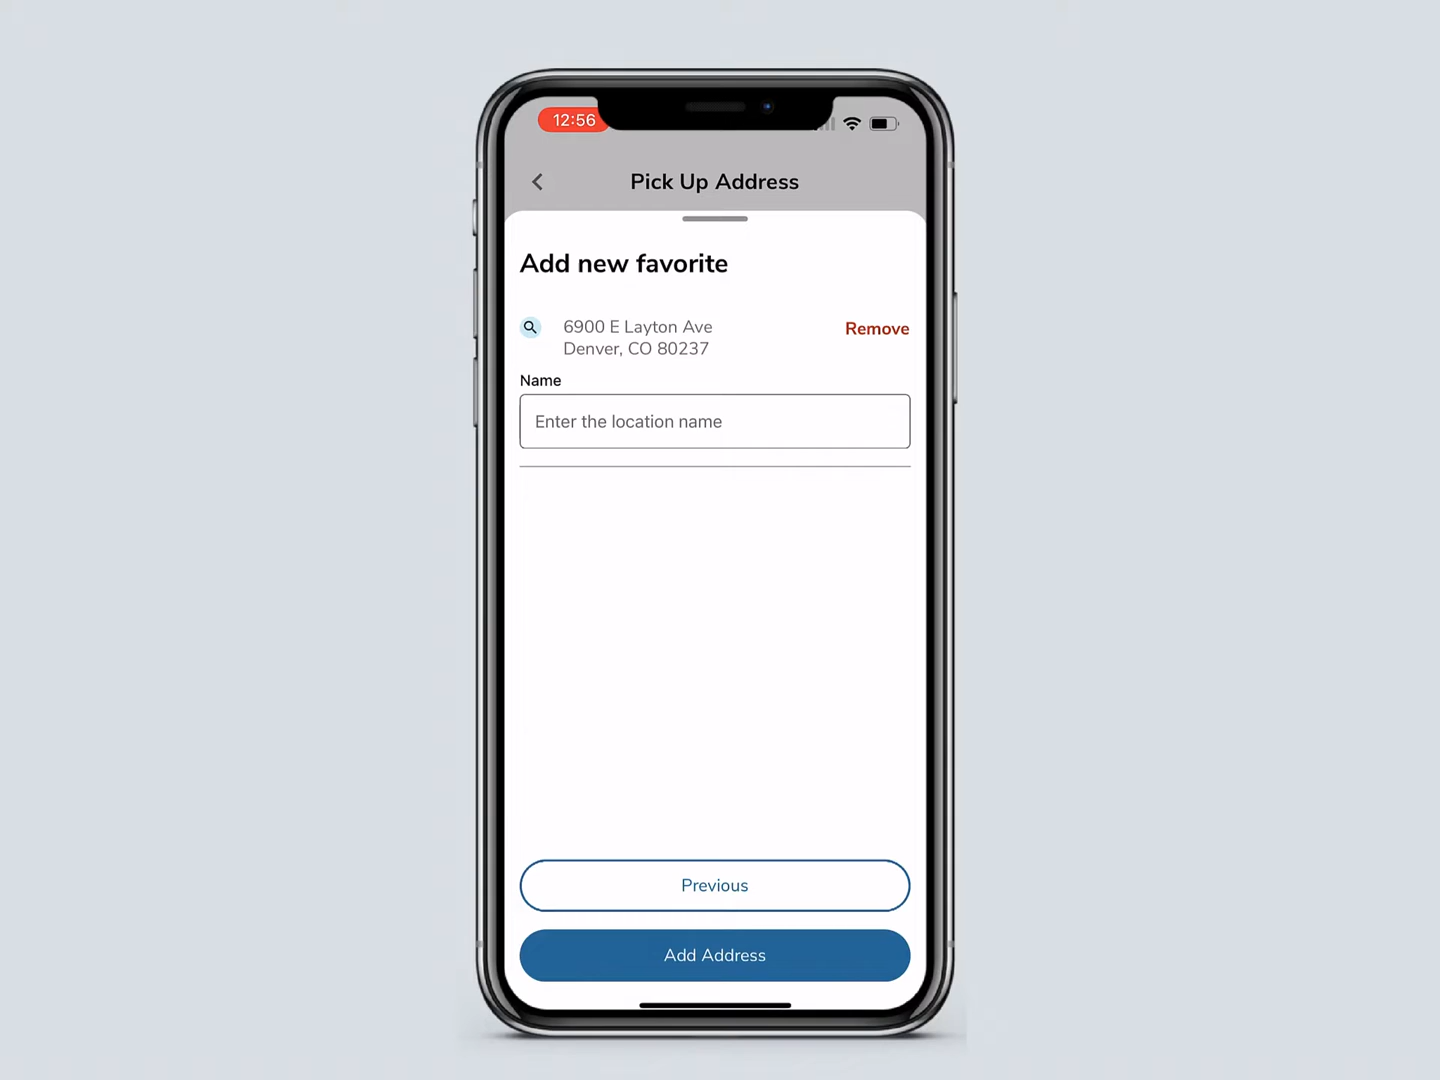 12:56
Pick Up Address
Add new favorite
6900 E Layton Ave
Denver, CO 80237
Remove
Name
Enter the location name
Previous
Add Address